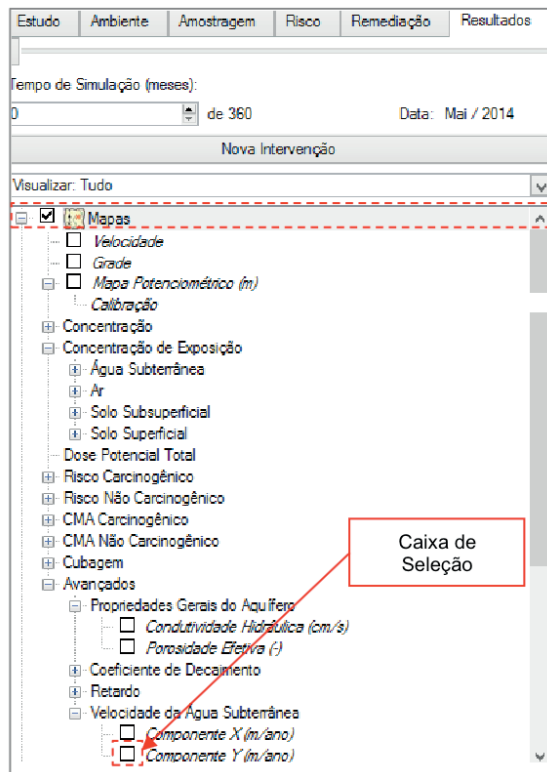 Estudo Ambiente Amostragem Risco Remediação Resultados
Tempo de Simulação (meses):
0 de 360 Data: Mai / 2014
Nova Intervenção
Visualizar: Tudo
Mapas
Velocidade
Grade
Mapa Potenciométrico (m)
Calibração
Concentração
Concentração de Exposição
Água Subterrânea
Ar
Solo Subsuperficial
Solo Superficial
Dose Potencial Total
Risco Carcinogênico
Risco Não Carcinogênico
CMA Carcinogênico
CMA Não Carcinogênico
Cubagem
Caixa de
Seleção
Avançados
Propriedades Gerais do Aquífero
Condutividade Hidráulica (cm/s)
Porosidade Efetiva (-)
Coeficiente de Decaimento
Retardo
Velocidade da Água Subterrânea
Componente X (m/ano)
Componente Y (m/ano)